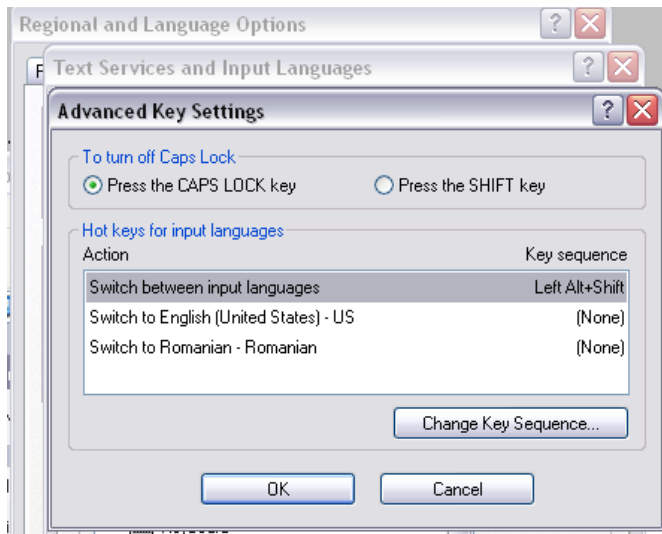 Regional and Language Options
Text Services and Input Languages
Advanced Key Settings
To turn off Caps Lock
Press the CAPS LOCK key Press the SHIFT key
Hot keys for input languages
Action Key sequence
Switch between input languages Left Alt+Shift
Switch to English (United States) - US (None)
Switch to Romanian - Romanian (None)
Change Key Sequence...
OK Cancel